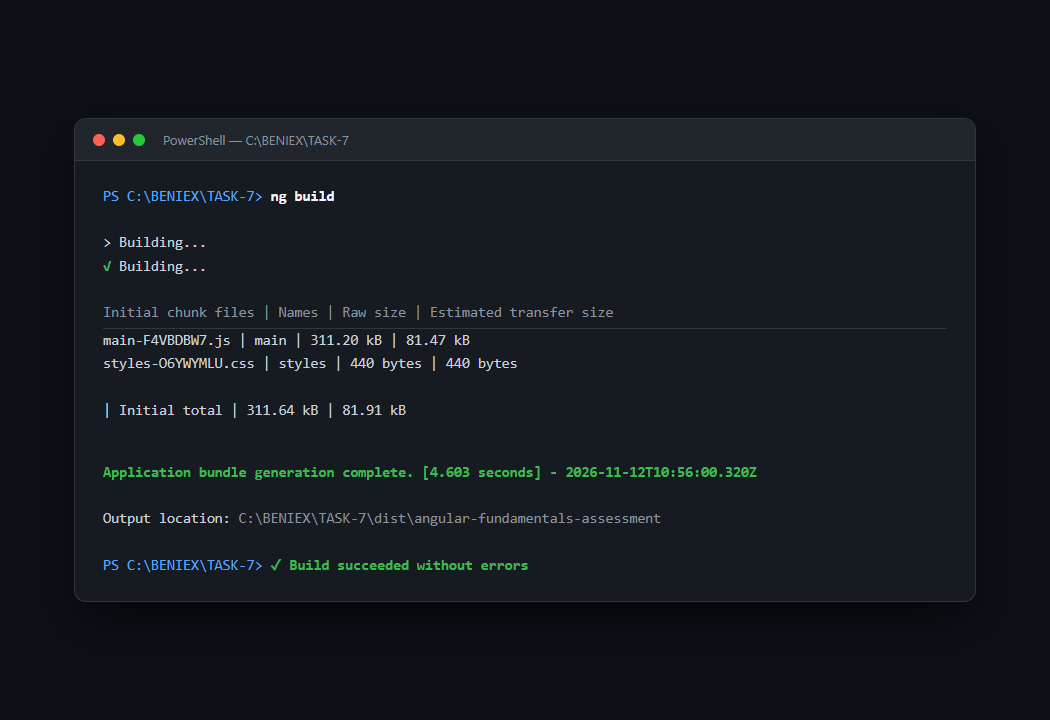 PowerShell — C:\BENIEX\TASK-7
PS C:\BENIEX\TASK-7> ng build
> Building...
✓ Building...
Initial chunk files | Names | Raw size | Estimated transfer size
main-F4VBDBW7.js | main | 311.20 kB | 81.47 kB
styles-O6YWYMLU.css | styles | 440 bytes | 440 bytes
| Initial total | 311.64 kB | 81.91 kB
Application bundle generation complete. [4.603 seconds] - 2026-11-12T10:56:00.320Z
Output location: C:\BENIEX\TASK-7\dist\angular-fundamentals-assessment
PS C:\BENIEX\TASK-7> ✓ Build succeeded without errors